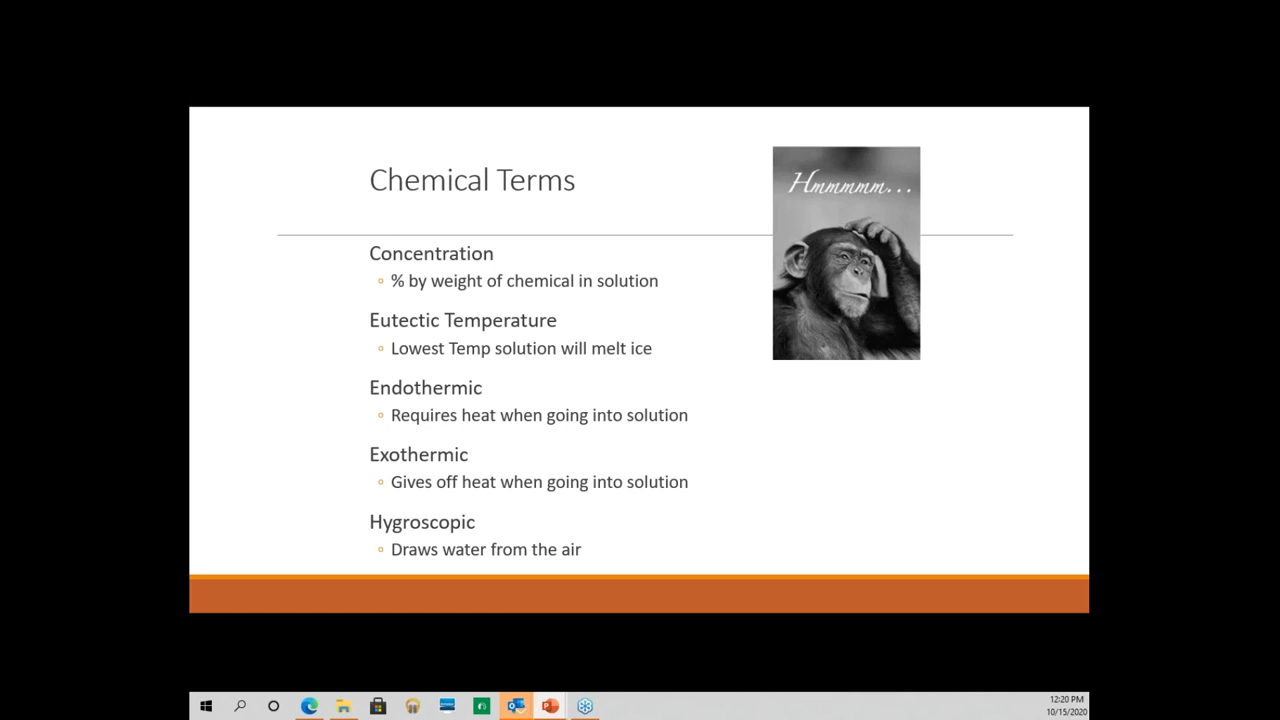 Chemical Terms
Hmmmmm...
Concentration
% by weight of chemical in solution
Eutectic Temperature
Lowest Temp solution will melt ice
Endothermic
Requires heat when going into solution
Exothermic
Gives off heat when going into solution
Hygroscopic
Draws water from the air
12:20 PM
10/15/2020